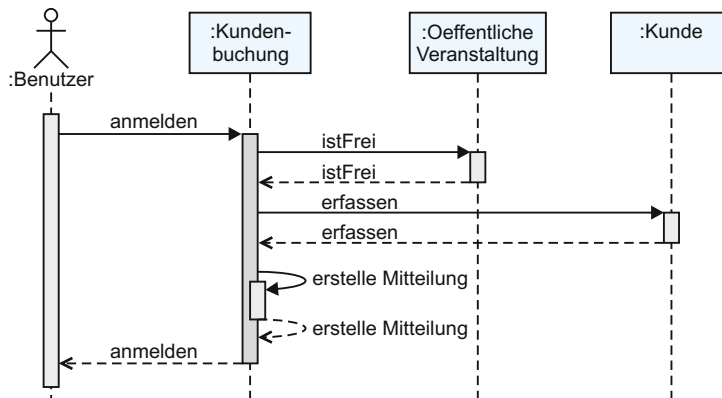 :Benutzer
:Kunden-
buchung
:Oeffentliche
Veranstaltung
:Kunde
anmelden
istFrei
istFrei
erfassen
erfassen
erstelle Mitteilung
erstelle Mitteilung
anmelden